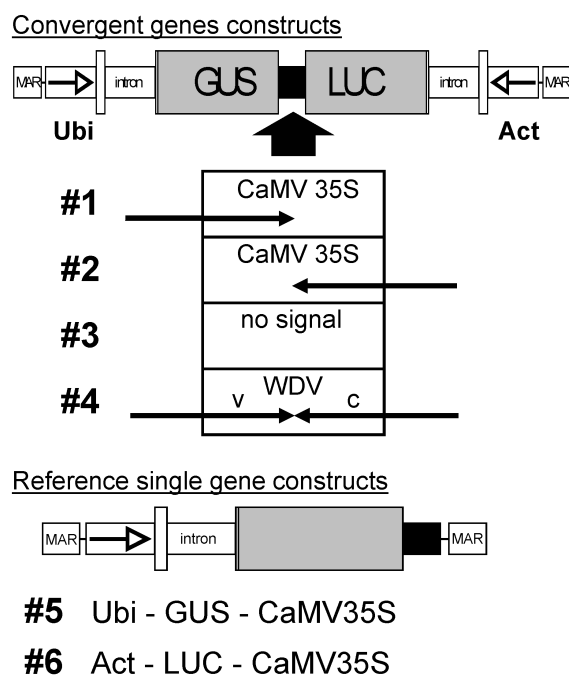 Convergent genes constructs
MAR intron GUS LUC intron MAR
Ubi Act
#1 CaMV 35S
#2 CaMV 35S
#3 no signal
#4 WDV
v c
Reference single gene constructs
MAR intron MAR
#5 Ubi - GUS - CaMV35S
#6 Act - LUC - CaMV35S